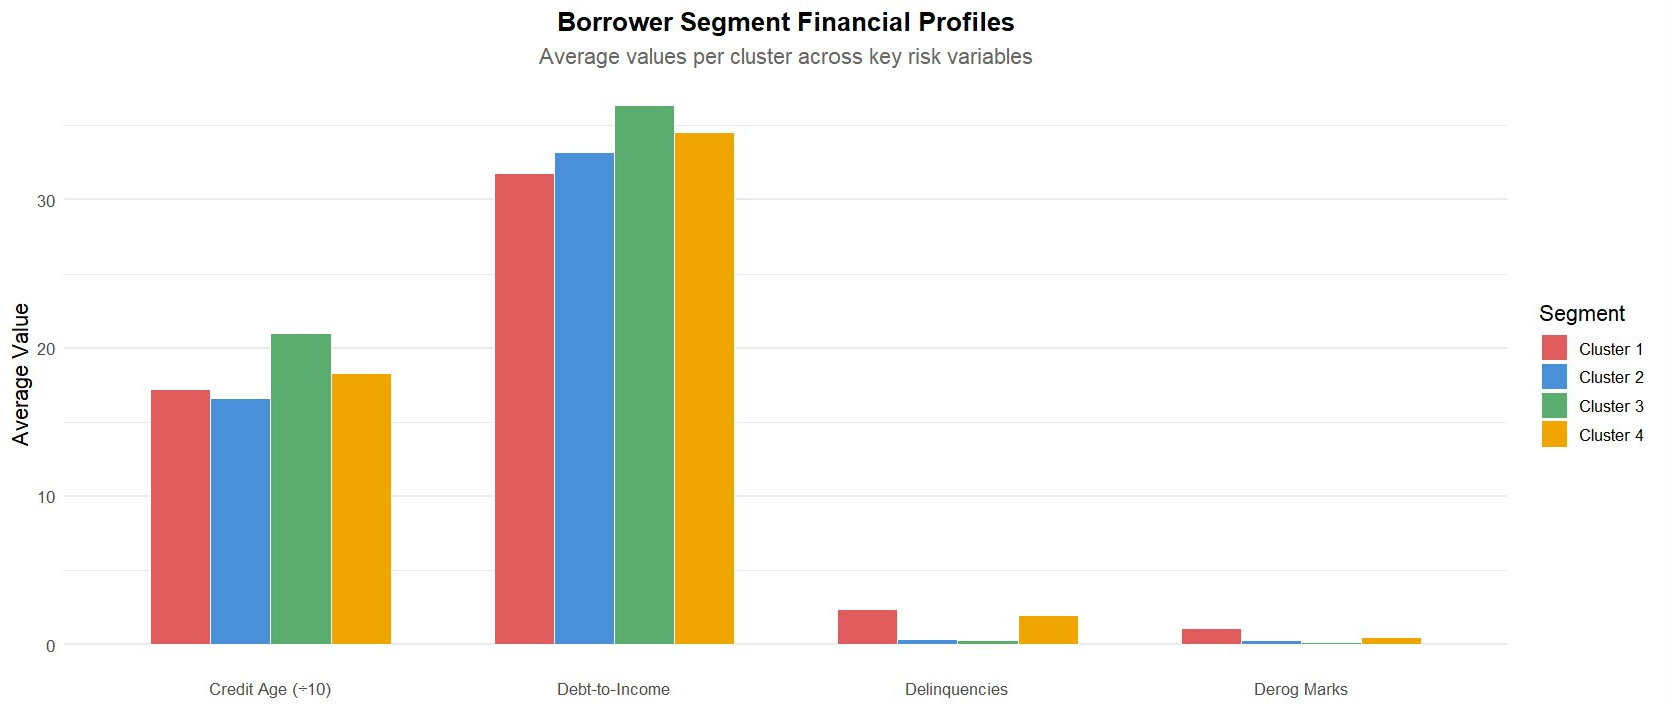 Borrower Segment Financial Profiles
Average values per cluster across key risk variables
Average Value
30
20
10
0
Credit Age (÷10)
Debt-to-Income
Delinquencies
Derog Marks
Segment
Cluster 1
Cluster 2
Cluster 3
Cluster 4